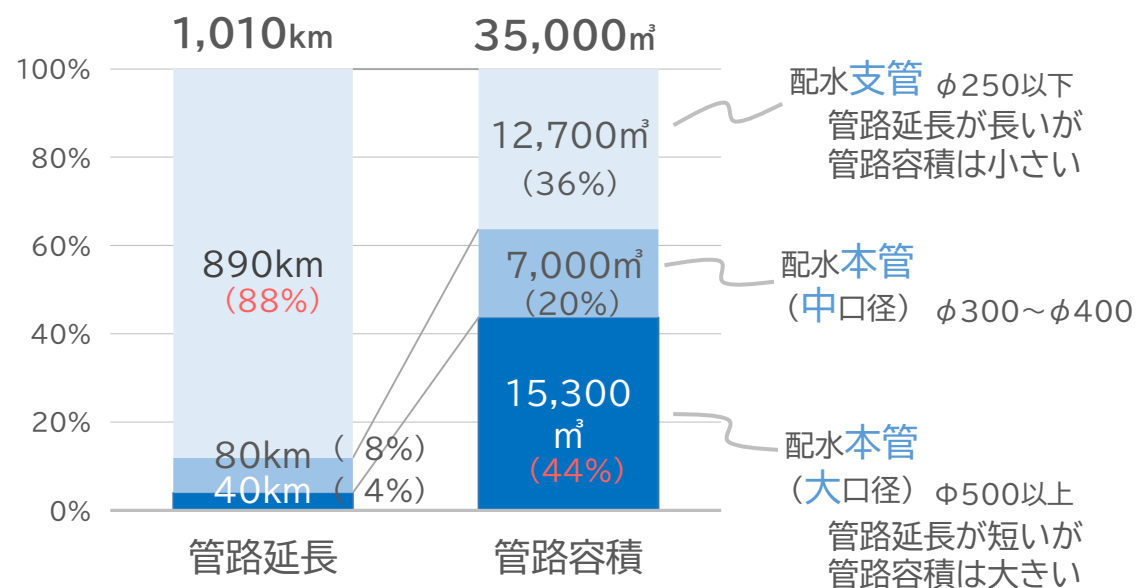 1,010km
35,000㎥
100%
80%
60%
40%
20%
0%
890km
(88%)
80km ( 8%)
40km ( 4%)
管路延長
12,700㎥
(36%)
7,000㎥
(20%)
15,300
㎥
(44%)
管路容積
配水支管 φ250以下
管路延長が長いが
管路容積は小さい
配水本管
（中口径） φ300～φ400
配水本管
（大口径） Φ500以上
管路延長が短いが
管路容積は大きい